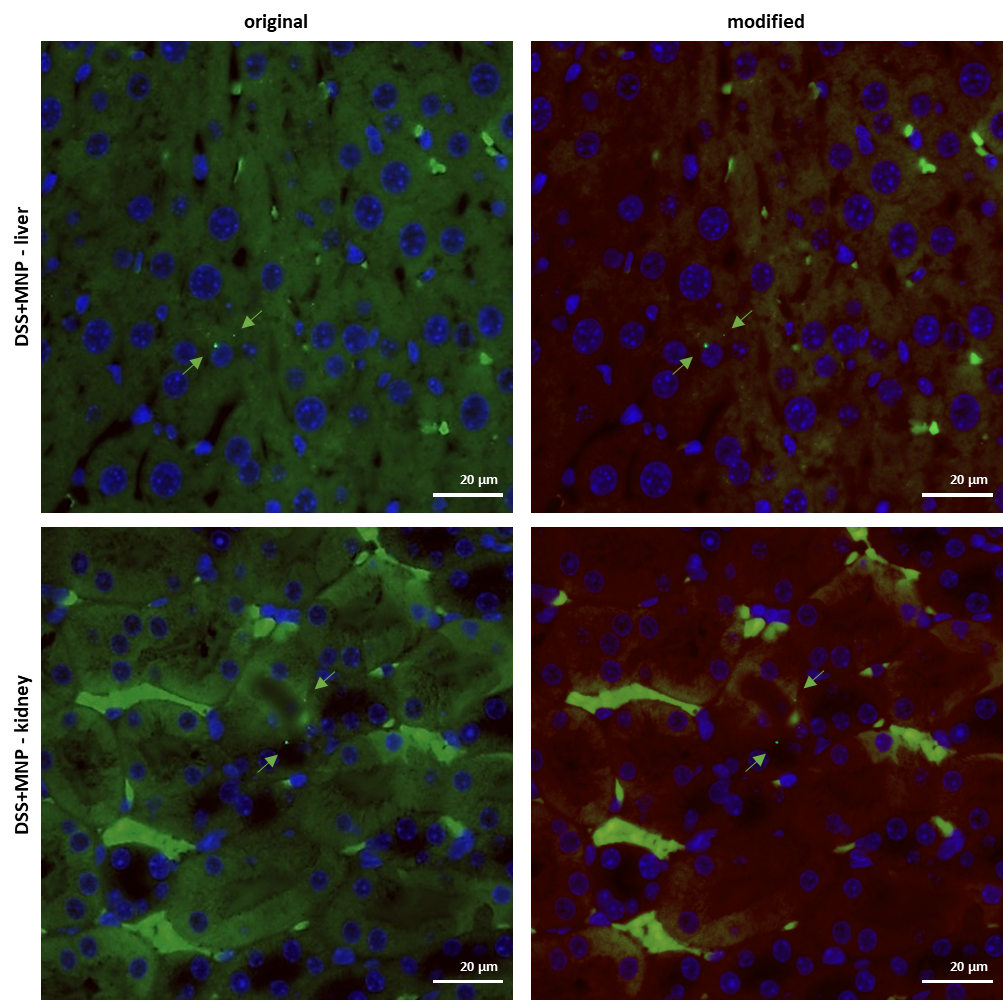 original
modified
DSS+MNP - liver
20 µm
20 µm
DSS+MNP - kidney
20 µm
20 µm